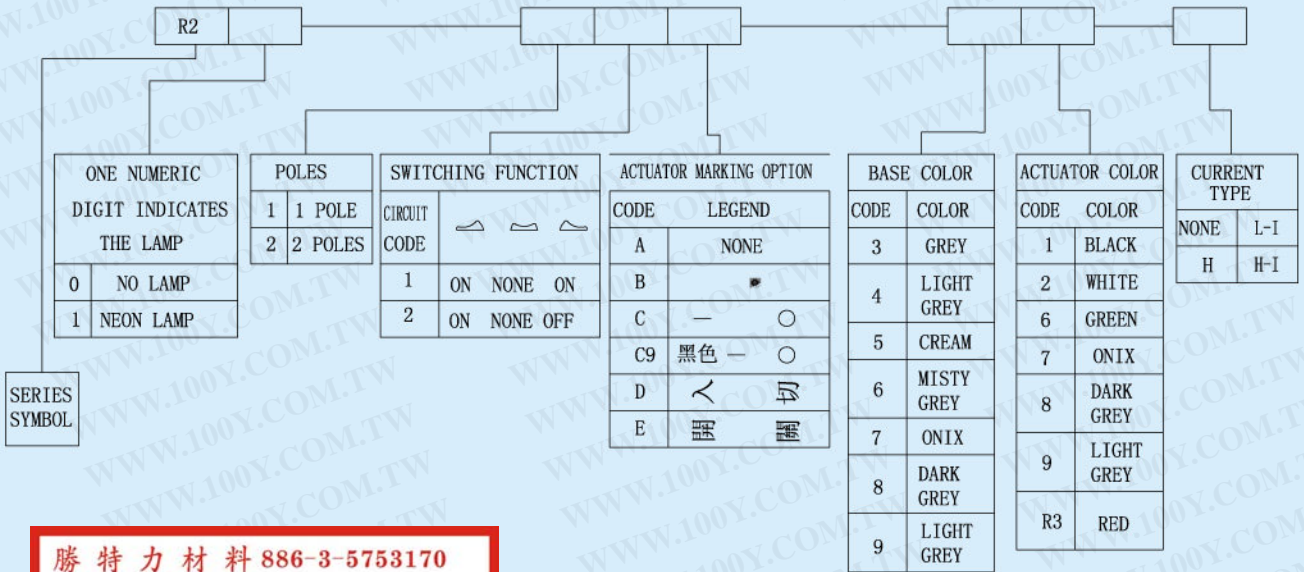 R2
ONE NUMERIC
DIGIT INDICATES
THE LAMP
0 NO LAMP
1 NEON LAMP
SERIES
SYMBOL
POLES
1 1 POLE
2 2 POLES
SWITCHING FUNCTION
CIRCUIT
CODE
1 ON NONE ON
2 ON NONE OFF
ACTUATOR MARKING OPTION
CODE LEGEND
A NONE
B
C — ○
C9 黑色 — ○
D 入 切
E 開 關
BASE COLOR
CODE COLOR
3 GREY
4 LIGHT
GREY
5 CREAM
6 MISTY
GREY
7 ONIX
8 DARK
GREY
9 LIGHT
GREY
ACTUATOR COLOR
CODE COLOR
1 BLACK
2 WHITE
6 GREEN
7 ONIX
8 DARK
GREY
9 LIGHT
GREY
R3 RED
CURRENT
TYPE
NONE L-I
H H-I
勝特力材料 886-3-5753170
WWW.100Y.COM.TW